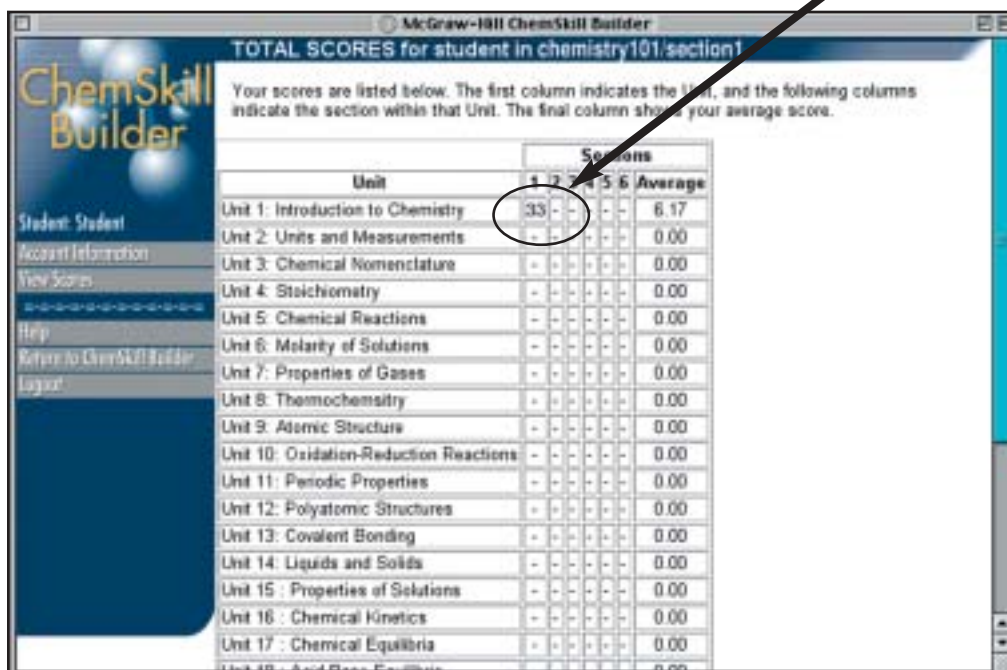 McGraw-Hill ChemSkill Builder
TOTAL SCORES for student in chemistry101/section1
ChemSkill
Builder
Your scores are listed below. The first column indicates the Unit, and the following columns
indicate the section within that Unit. The final column shows your average score.
Sections
Unit 1 2 3 4 5 6 Average
Unit 1: Introduction to Chemistry 33 - - - - - 6.17
Unit 2: Units and Measurements - - - - - - 0.00
Unit 3: Chemical Nomenclature - - - - - - 0.00
Unit 4: Stoichiometry - - - - - - 0.00
Unit 5: Chemical Reactions - - - - - - 0.00
Unit 6: Molarity of Solutions - - - - - - 0.00
Unit 7: Properties of Gases - - - - - - 0.00
Unit 8: Thermochemsitry - - - - - - 0.00
Unit 9: Atomic Structure - - - - - - 0.00
Unit 10: Oxidation-Reduction Reactions - - - - - - 0.00
Unit 11: Periodic Properties - - - - - - 0.00
Unit 12: Polyatomic Structures - - - - - - 0.00
Unit 13: Covalent Bonding - - - - - - 0.00
Unit 14: Liquids and Solids - - - - - - 0.00
Unit 15 : Properties of Solutions - - - - - - 0.00
Unit 16 : Chemical Kinetics - - - - - - 0.00
Unit 17 : Chemical Equilibria - - - - - - 0.00
Unit 18 : Acid Base Equilibria 0.00
Student: Student
Account Information
View Scores
Help
Return to ChemSkill Builder
Logout